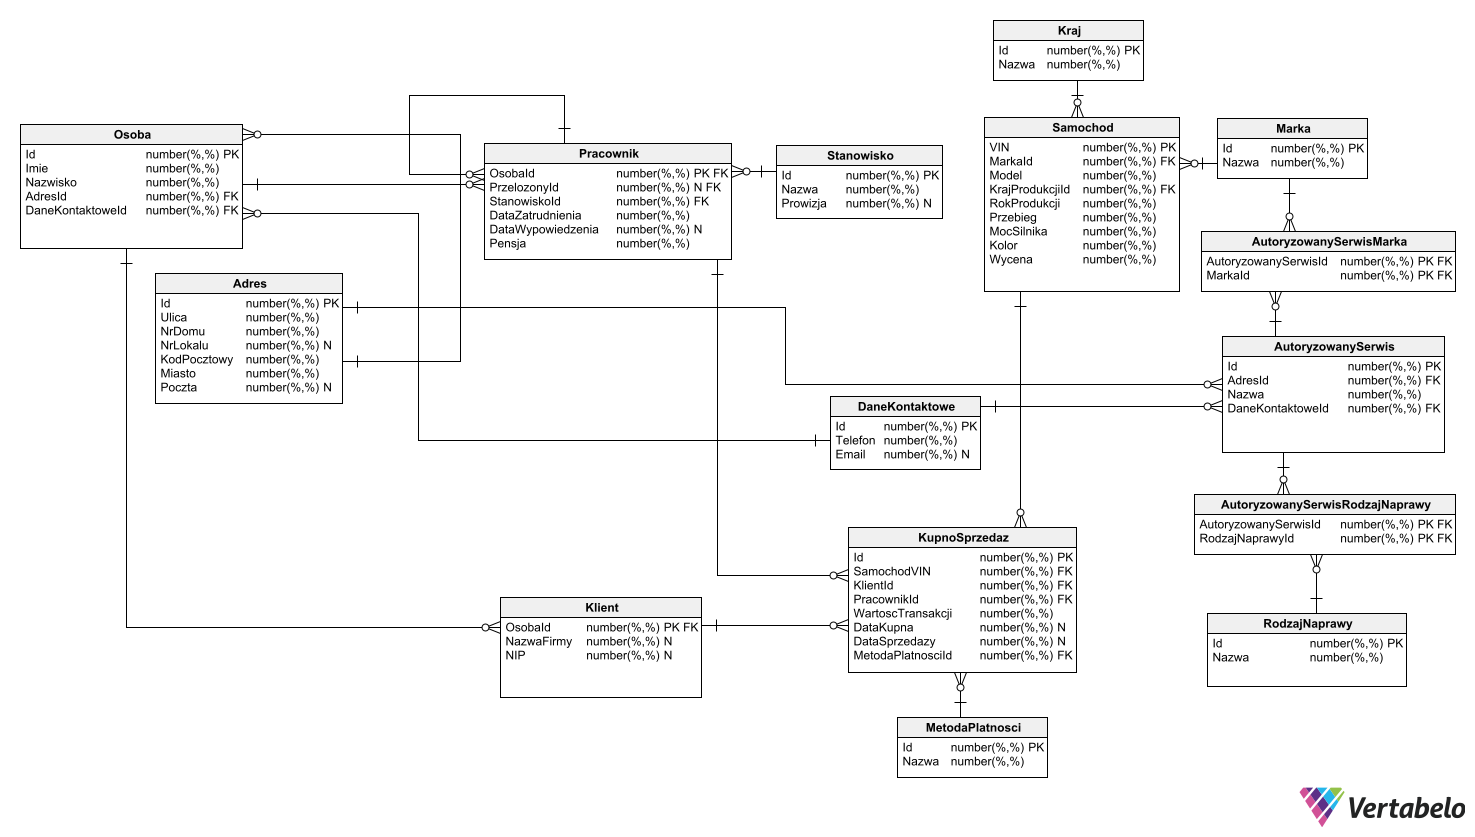 Kraj
Id number(%,%) PK
Nazwa number(%,%)
Osoba
Id number(%,%) PK
Imie number(%,%)
Nazwisko number(%,%)
AdresId number(%,%) FK
DaneKontaktoweId number(%,%) FK
Pracownik
OsobaId number(%,%) PK FK
PrzelozonyId number(%,%) N FK
StanowiskoId number(%,%) FK
DataZatrudnienia number(%,%)
DataWypowiedzenia number(%,%) N
Pensja number(%,%)
Stanowisko
Id number(%,%) PK
Nazwa number(%,%)
Prowizja number(%,%) N
Samochod
VIN number(%,%) PK
MarkaId number(%,%) FK
Model number(%,%)
KrajProdukcjiId number(%,%) FK
RokProdukcji number(%,%)
Przebieg number(%,%)
MocSilnika number(%,%)
Kolor number(%,%)
Wycena number(%,%)
Marka
Id number(%,%) PK
Nazwa number(%,%)
AutoryzowanySerwisMarka
AutoryzowanySerwisId number(%,%) PK FK
MarkaId number(%,%) PK FK
Adres
Id number(%,%) PK
Ulica number(%,%)
NrDomu number(%,%)
NrLokalu number(%,%) N
KodPocztowy number(%,%)
Miasto number(%,%)
Poczta number(%,%) N
AutoryzowanySerwis
Id number(%,%) PK
AdresId number(%,%) FK
Nazwa number(%,%)
DaneKontaktoweId number(%,%) FK
DaneKontaktowe
Id number(%,%) PK
Telefon number(%,%)
Email number(%,%) N
AutoryzowanySerwisRodzajNaprawy
AutoryzowanySerwisId number(%,%) PK FK
RodzajNaprawyId number(%,%) PK FK
KupnoSprzedaz
Id number(%,%) PK
SamochodVIN number(%,%) FK
KlientId number(%,%) FK
PracownikId number(%,%) FK
WartoscTransakcji number(%,%)
DataKupna number(%,%) N
DataSprzedazy number(%,%) N
MetodaPlatnosciId number(%,%) FK
Klient
OsobaId number(%,%) PK FK
NazwaFirmy number(%,%) N
NIP number(%,%) N
RodzajNaprawy
Id number(%,%) PK
Nazwa number(%,%)
MetodaPlatnosci
Id number(%,%) PK
Nazwa number(%,%)
Vertabelo